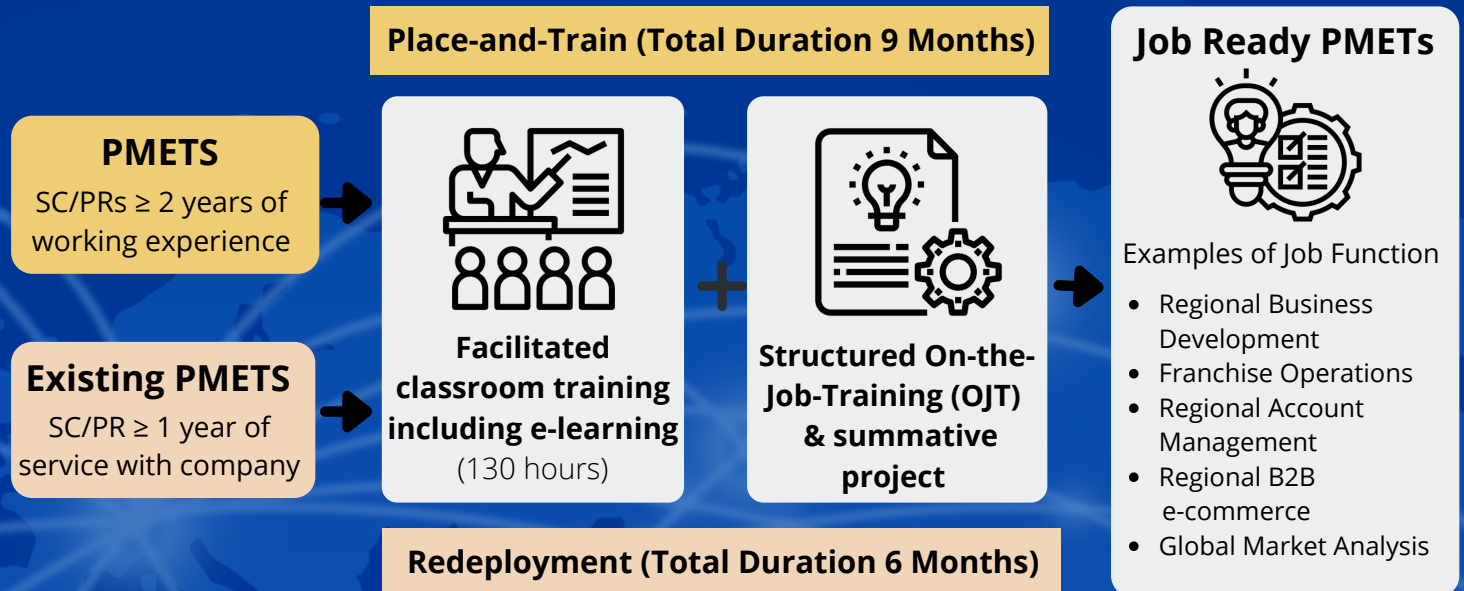 Place-and-Train (Total Duration 9 Months)
PMETS
SC/PRs ≥ 2 years of
working experience
Existing PMETS
SC/PR ≥ 1 year of
service with company
Facilitated
classroom training
including e-learning
(130 hours)
+
Structured On-the-
Job-Training (OJT)
& summative
project
Redeployment (Total Duration 6 Months)
Job Ready PMETs
Examples of Job Function
• Regional Business
Development
• Franchise Operations
• Regional Account
Management
• Regional B2B
e-commerce
• Global Market Analysis